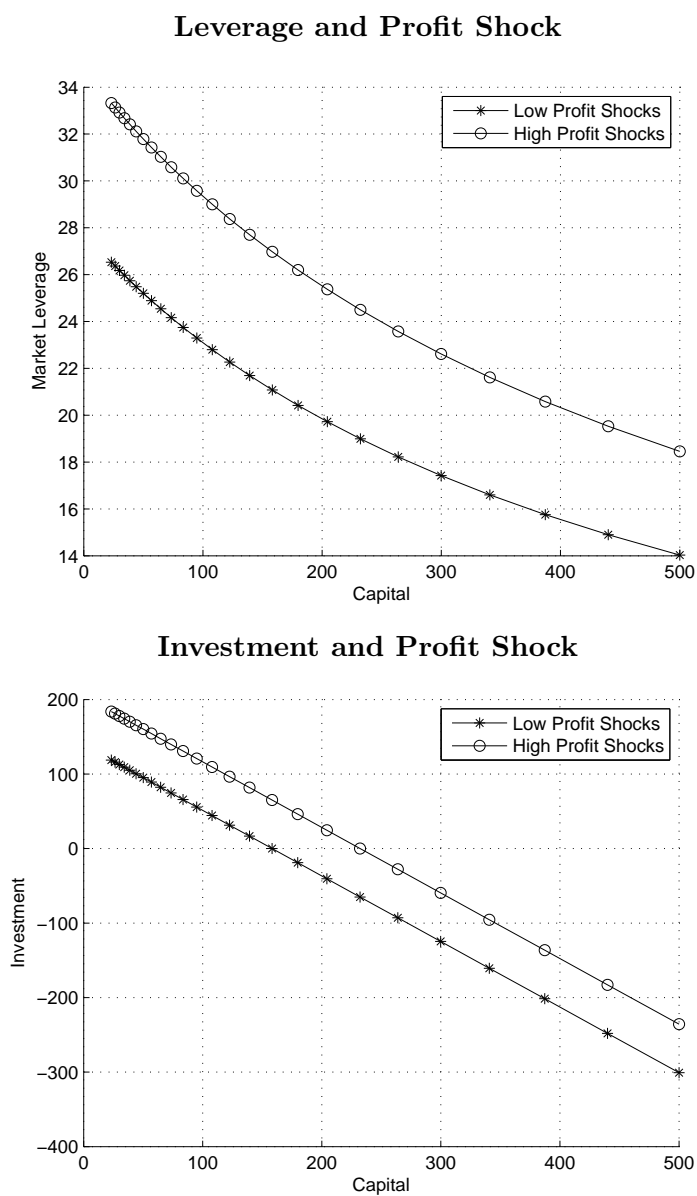 Leverage and Profit Shock
34
32
30
28
26
24
22
20
18
16
14
Market Leverage
Low Profit Shocks
High Profit Shocks
0 100 200 300 400 500
Capital
Investment and Profit Shock
200
100
0
−100
−200
−300
−400
Investment
Low Profit Shocks
High Profit Shocks
0 100 200 300 400 500
Capital